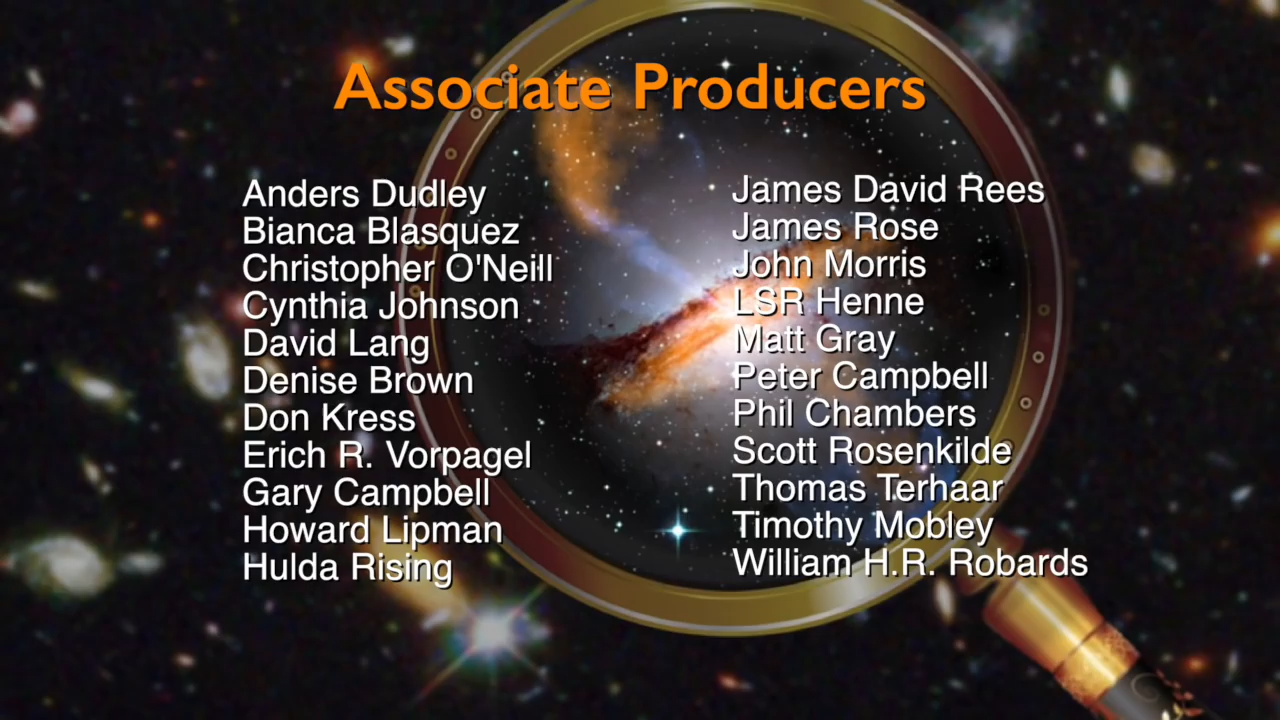 Associate Producers
Anders Dudley
Bianca Blasquez
Christopher O'Neill
Cynthia Johnson
David Lang
Denise Brown
Don Kress
Erich R. Vorpagel
Gary Campbell
Howard Lipman
Hulda Rising
James David Rees
James Rose
John Morris
LSR Henne
Matt Gray
Peter Campbell
Phil Chambers
Scott Rosenkilde
Thomas Terhaar
Timothy Mobley
William H.R. Robards